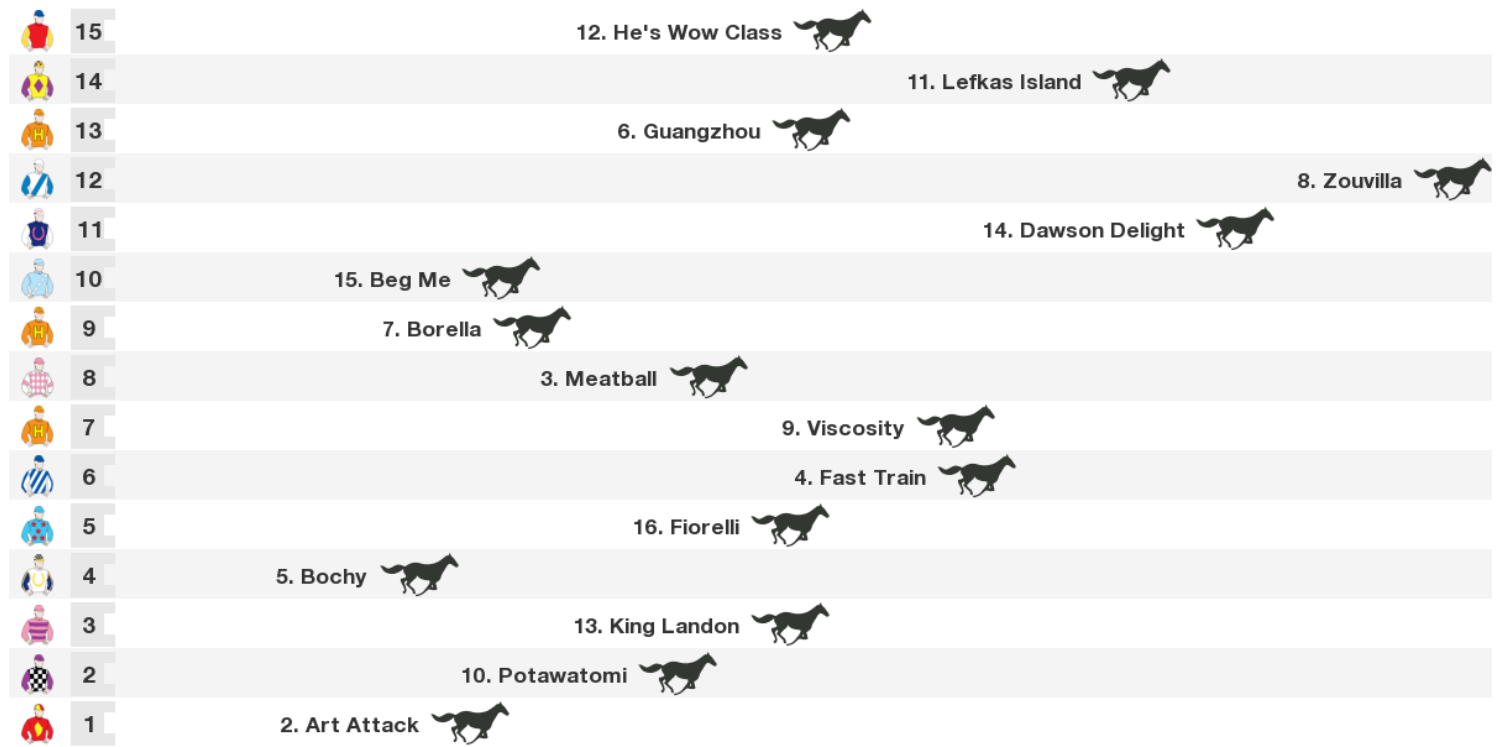 15 12. He's Wow Class
14 11. Lefkas Island
H 13 6. Guangzhou
12 8. Zouvilla
11 14. Dawson Delight
10 15. Beg Me
H 9 7. Borella
8 3. Meatball
H 7 9. Viscosity
6 4. Fast Train
5 16. Fiorelli
4 5. Bochy
3 13. King Landon
2 10. Potawatomi
1 2. Art Attack